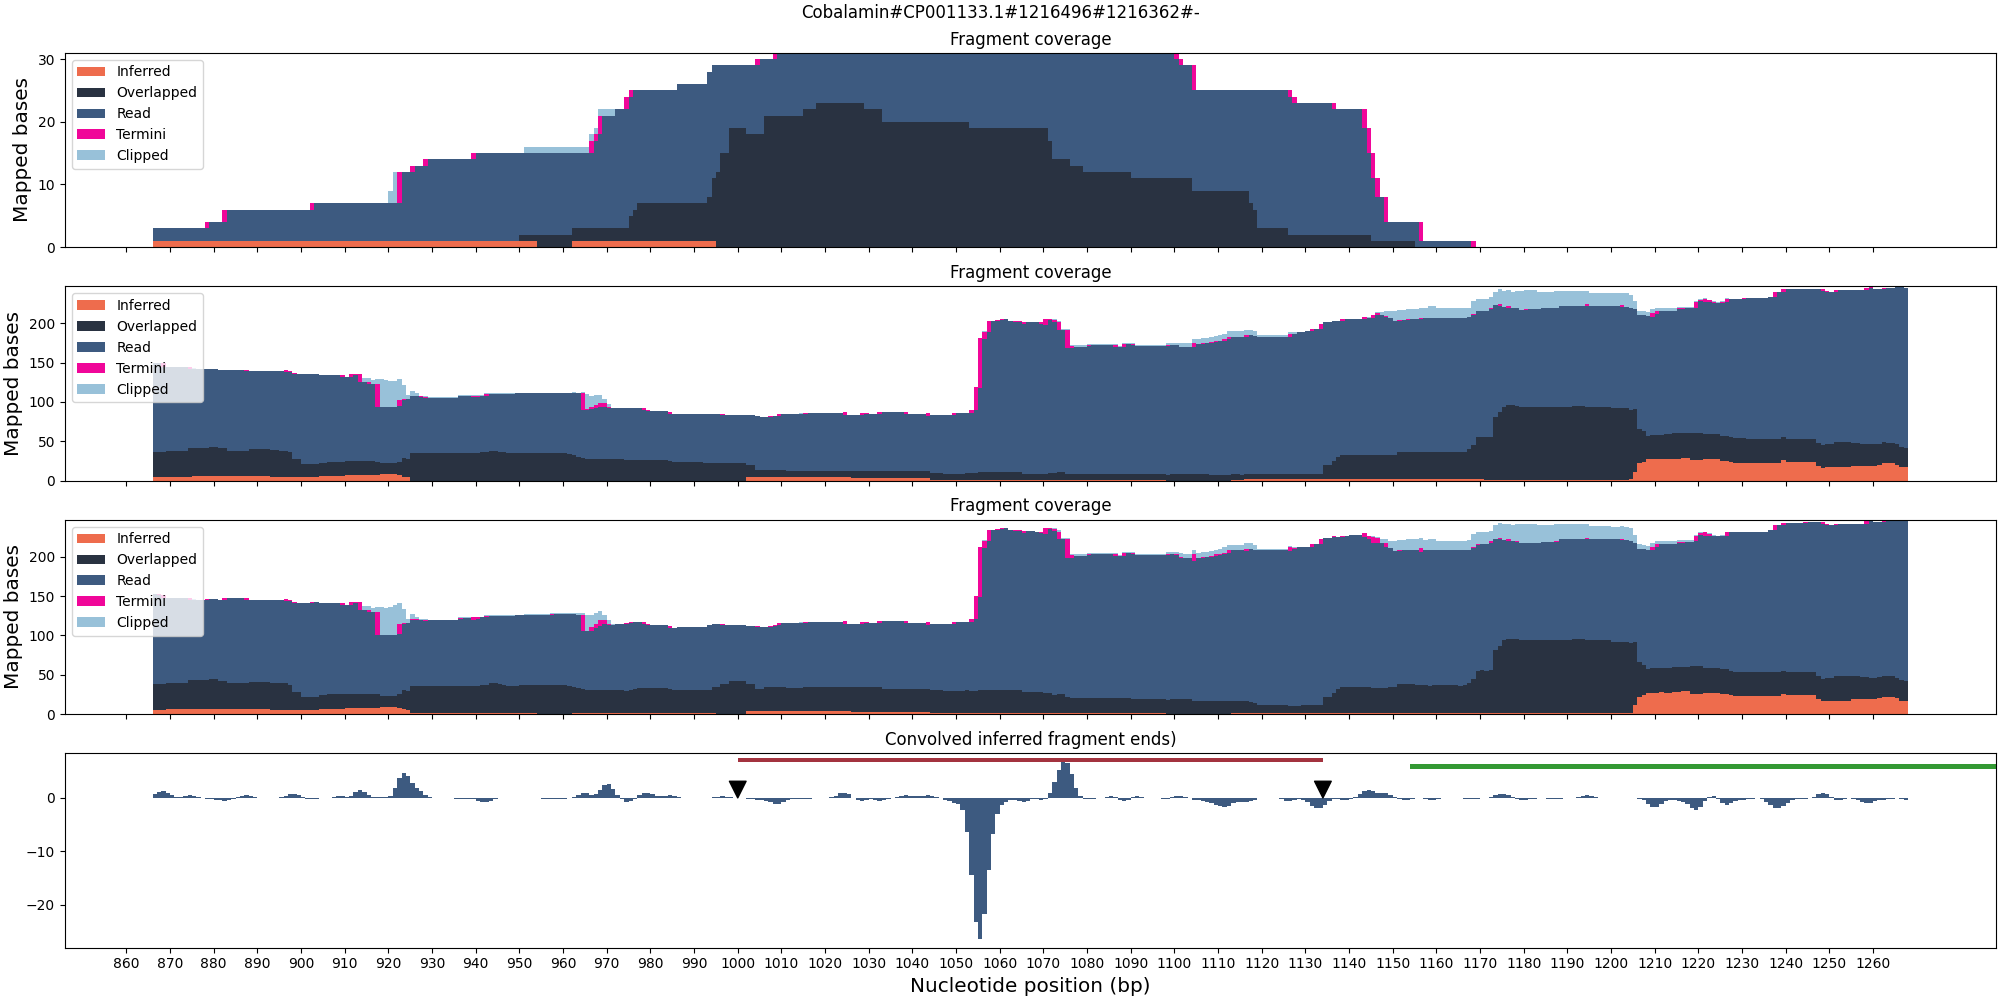 Cobalamin#CP001133.1#1216496#1216362#-
Fragment coverage
Mapped bases
30
20
10
0
Inferred
Overlapped
Read
Termini
Clipped
Fragment coverage
Mapped bases
200
150
100
50
0
Inferred
Overlapped
Read
Termini
Clipped
Fragment coverage
Mapped bases
200
150
100
50
0
Inferred
Overlapped
Read
Termini
Clipped
Convolved inferred fragment ends)
0
−10
−20
860 870 880 890 900 910 920 930 940 950 960 970 980 990 1000 1010 1020 1030 1040 1050 1060 1070 1080 1090 1100 1110 1120 1130 1140 1150 1160 1170 1180 1190 1200 1210 1220 1230 1240 1250 1260
Nucleotide position (bp)